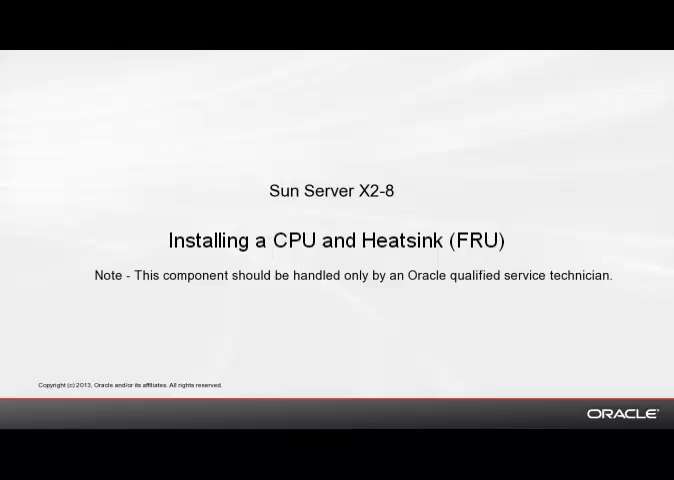 Sun Server X2-8
Installing a CPU and Heatsink (FRU)
Note - This component should be handled only by an Oracle qualified service technician.
Copyright (c) 2013, Oracle and/or its affiliates. All rights reserved.
ORACLE